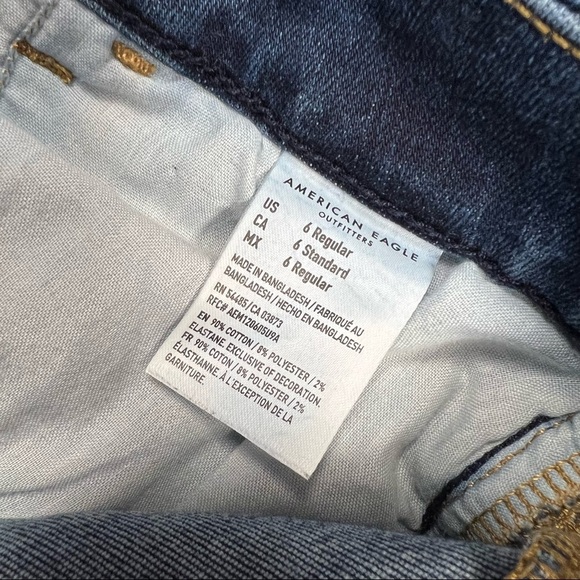 AMERICAN EAGLE
OUTFITTERS
US 6 Regular
CA 6 Standard
MX 6 Regular
MADE IN BANGLADESH / FABRIQUÉ AU
BANGLADESH / HECHO EN BANGLADESH
RN 54485 / CA 03873
RFC# AEM120605U9A
EN 90% COTTON / 8% POLYESTER / 2%
ELASTANE. EXCLUSIVE OF DECORATION.
FR 90% COTON / 8% POLYESTER / 2%
ÉLASTHANNE. À L'EXCEPTION DE LA
GARNITURE.